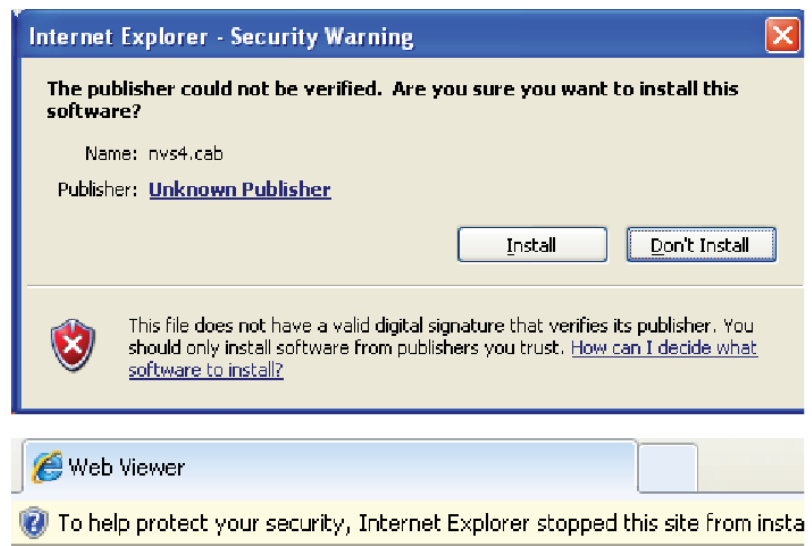 Internet Explorer - Security Warning
The publisher could not be verified. Are you sure you want to install this
software?
Name: nvs4.cab
Publisher: Unknown Publisher
Install Don't Install
This file does not have a valid digital signature that verifies its publisher. You
should only install software from publishers you trust. How can I decide what
software to install?
Web Viewer
To help protect your security, Internet Explorer stopped this site from insta